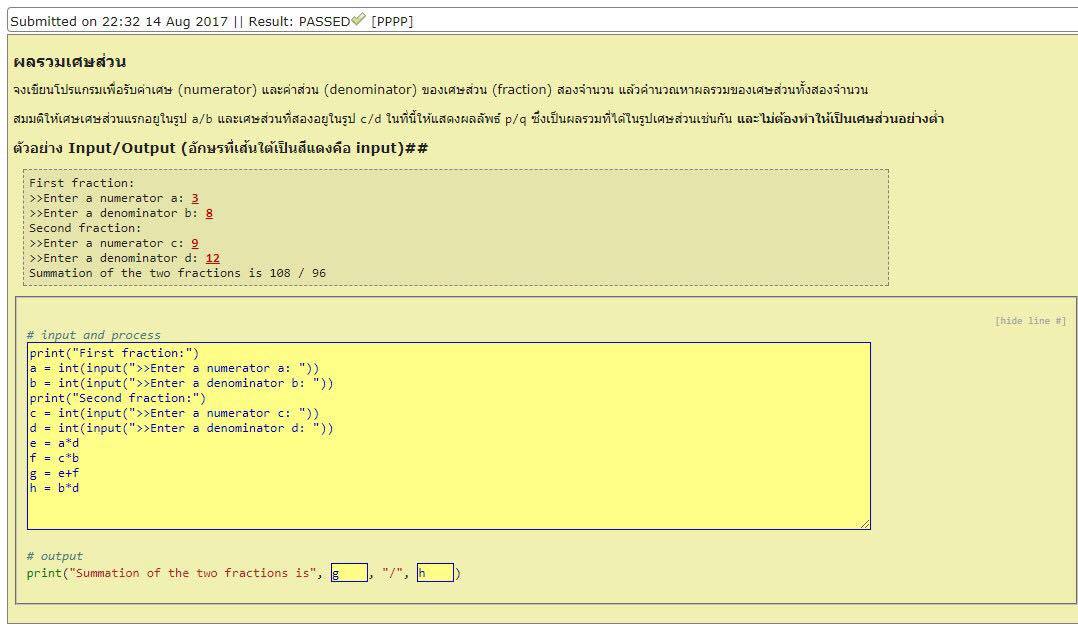 Submitted on 22:32 14 Aug 2017 || Result: PASSED [PPPP]
ผลรวมเศษส่วน
จงเขียนโปรแกรมเพื่อรับค่าเศษ (numerator) และค่าส่วน (denominator) ของเศษส่วน (fraction) สองจำนวน แล้วคำนวณหาผลรวมของเศษส่วนทั้งสองจำนวน
สมมติให้เศษเศษส่วนแรกอยู่ในรูป a/b และเศษส่วนที่สองอยู่ในรูป c/d ในที่นี้ให้แสดงผลลัพธ์ p/q ซึ่งเป็นผลรวมที่ได้ในรูปเศษส่วนเช่นกัน และไม่ต้องทำให้เป็นเศษส่วนอย่างต่ำ
ตัวอย่าง Input/Output (อักษรที่เส้นใต้เป็นสีแดงคือ input)##
First fraction:
>>Enter a numerator a: 3
>>Enter a denominator b: 8
Second fraction:
>>Enter a numerator c: 9
>>Enter a denominator d: 12
Summation of the two fractions is 108 / 96
[hide line #]
# input and process
print("First fraction:")
a = int(input(">>Enter a numerator a: "))
b = int(input(">>Enter a denominator b: "))
print("Second fraction:")
c = int(input(">>Enter a numerator c: "))
d = int(input(">>Enter a denominator d: "))
e = a*d
f = c*b
g = e+f
h = b*d
# output
print("Summation of the two fractions is", g, "/", h)